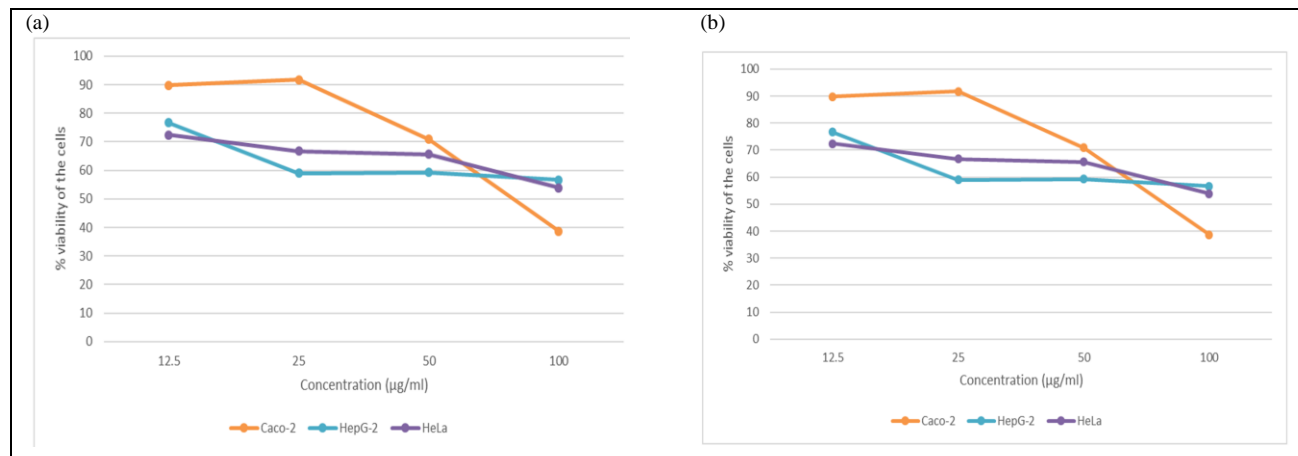 (a)
100
90
80
70
60
50
40
30
20
10
0
% viability of the cells
12.5 25 50 100
Concentration (µg/ml)
Caco-2 HepG-2 HeLa
(b)
100
90
80
70
60
50
40
30
20
10
0
% viability of the cells
12.5 25 50 100
Concentration (µg/ml)
Caco-2 HepG-2 HeLa